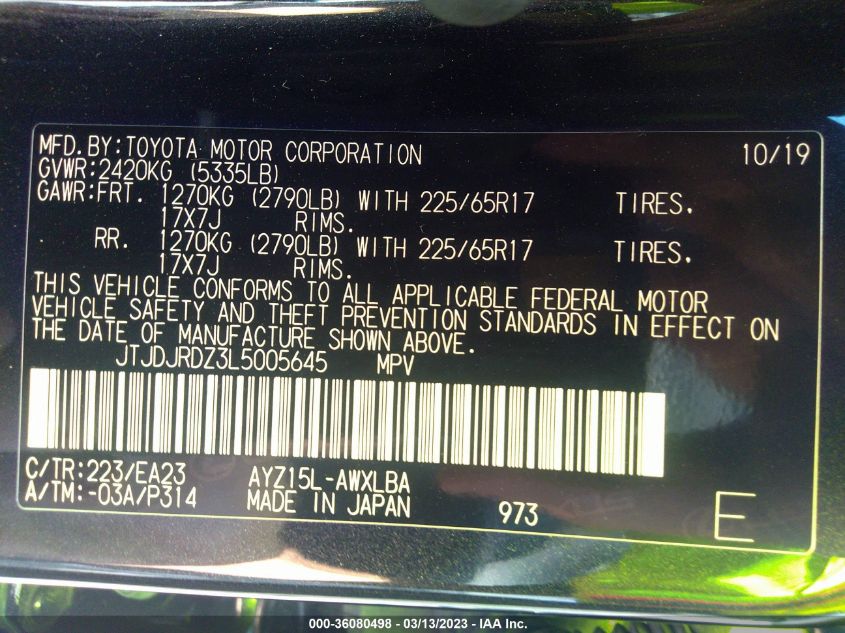 MFD.BY:TOYOTA MOTOR CORPORATION 10/19
GVWR:2420KG (5335LB)
GAWR:FRT. 1270KG (2790LB) WITH 225/65R17 TIRES.
17X7J RIMS.
RR. 1270KG (2790LB) WITH 225/65R17 TIRES.
17X7J RIMS.
THIS VEHICLE CONFORMS TO ALL APPLICABLE FEDERAL MOTOR
VEHICLE SAFETY AND THEFT PREVENTION STANDARDS IN EFFECT ON
THE DATE OF MANUFACTURE SHOWN ABOVE.
JTJDJRDZ3L5005645 MPV
C/TR:223/EA23 AYZ15L-AWXLBA
A/TM:-03A/P314 MADE IN JAPAN 973 E
000-36080498 - 03/13/2023 - IAA Inc.